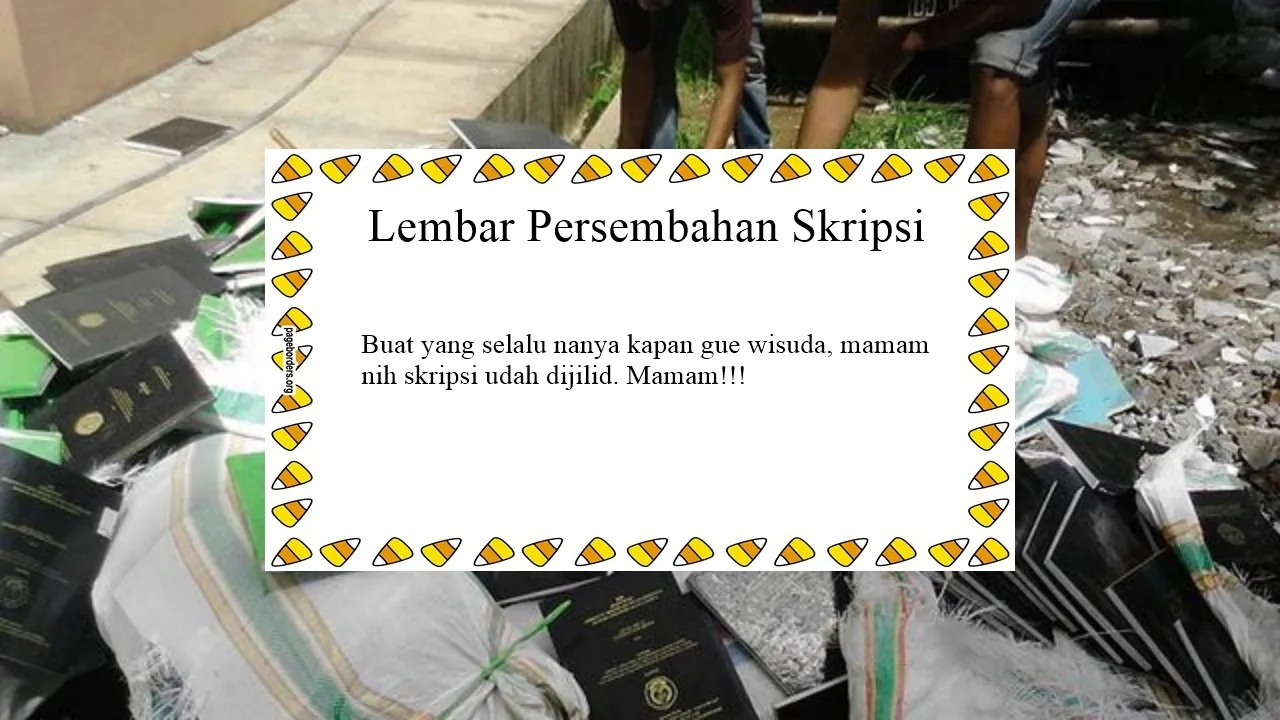 Lembar Persembahan Skripsi
Buat yang selalu nanya kapan gue wisuda, mamam
nih skripsi udah dijilid. Mamam!!!
pageborders.org